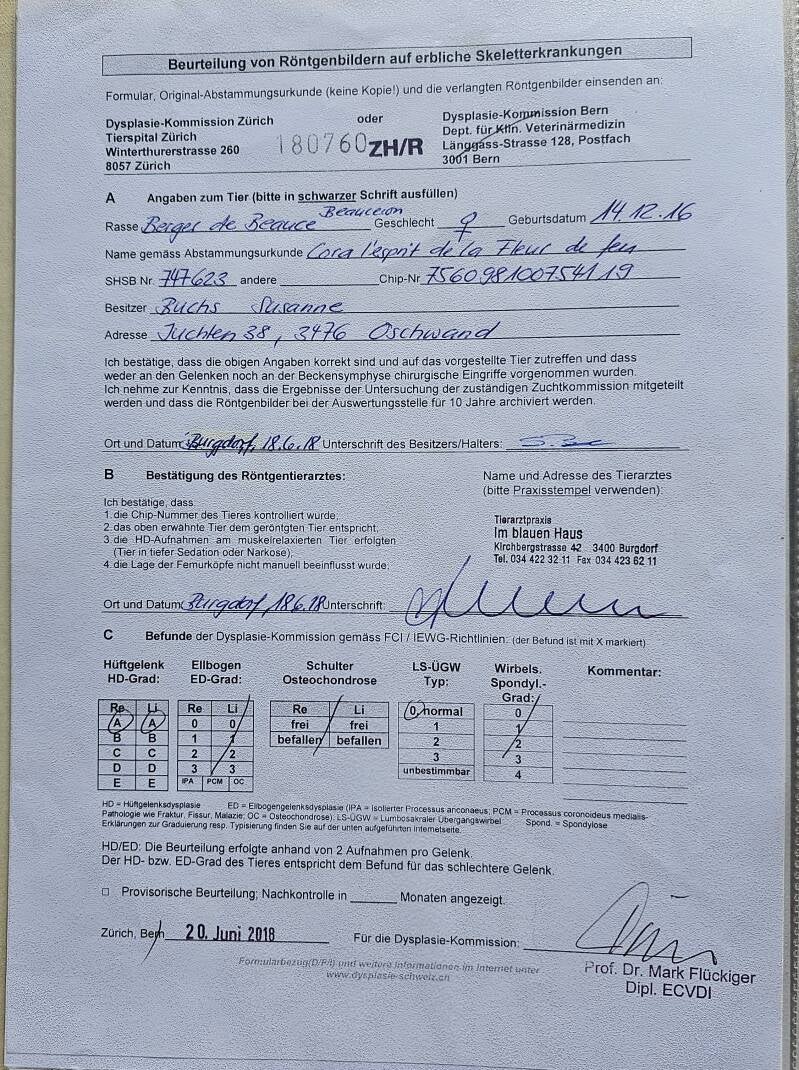 Beurteilung von Röntgenbildern auf erbliche Skeletterkrankungen
Formular, Original-Abstammungsurkunde (keine Kopie!) und die verlangten Röntgenbilder einsenden an:
Dysplasie-Kommission Zürich oder Dysplasie-Kommission Bern
Tierspital Zürich Dept. für Klin. Veterinärmedizin
Winterthurerstrasse 260 180760 ZH/R Länggass-Strasse 128, Postfach
8057 Zürich 3001 Bern
A Angaben zum Tier (bitte in schwarzer Schrift ausfüllen)
Beauceron
Rasse Berger de Beauce Geschlecht ♀ Geburtsdatum 14.12.16
Name gemäss Abstammungsurkunde Cora l'esprit de la Fleur de feu
SHSB Nr. 747623 andere Chip-Nr 756098100754119
Besitzer Buchs Susanne
Adresse Juchten 38, 3476 Oschwand
Ich bestätige, dass die obigen Angaben korrekt sind und auf das vorgestellte Tier zutreffen und dass
weder an den Gelenken noch an der Beckensymphyse chirurgische Eingriffe vorgenommen wurden.
Ich nehme zur Kenntnis, dass die Ergebnisse der Untersuchung der zuständigen Zuchtkommission mitgeteilt
werden und dass die Röntgenbilder bei der Auswertungsstelle für 10 Jahre archiviert werden.
Ort und Datum: Burgdorf, 18.6.18 Unterschrift des Besitzers/Halters:
B Bestätigung des Röntgentierarztes: Name und Adresse des Tierarztes
(bitte Praxisstempel verwenden):
Ich bestätige, dass
1. die Chip-Nummer des Tieres kontrolliert wurde,
2. das oben erwähnte Tier dem geröntgten Tier entspricht,
3. die HD-Aufnahmen am muskelrelaxierten Tier erfolgten
(Tier in tiefer Sedation oder Narkose),
4. die Lage der Femurköpfe nicht manuell beeinflusst wurde.
Tierarztpraxis
Im blauen Haus
Kirchbergstrasse 42 3400 Burgdorf
Tel. 034 422 32 11 Fax 034 423 62 11
Ort und Datum: Burgdorf, 18.6.18 Unterschrift:
C Befunde der Dysplasie-Kommission gemäss FCI / IEWG-Richtlinien: (der Befund ist mit X markiert)
Hüftgelenk Ellbogen Schulter LS-ÜGW Wirbels. Kommentar:
HD-Grad: ED-Grad: Osteochondrose Typ: Spondyl.-
Grad:
Re Li Re Li Re Li 0, normal 0
A A 0 0 frei frei 1 1
B B 1 1 befallen befallen 2 2
C C 2 2 3 3
D D 3 3 unbestimmbar 4
E E IPA PCM OC
HD = Hüftgelenksdysplasie ED = Ellbogengelenksdysplasie (IPA = Isolierter Processus anconaeus; PCM = Processus coronoideus medialis-
Pathologie wie Fraktur, Fissur, Malazie; OC = Osteochondrose). LS-ÜGW = Lumbosakraler Übergangswirbel Spond. = Spondylose
Erklärungen zur Graduierung resp. Typisierung finden Sie auf der unten aufgeführten Internetseite.
HD/ED: Die Beurteilung erfolgte anhand von 2 Aufnahmen pro Gelenk.
Der HD- bzw. ED-Grad des Tieres entspricht dem Befund für das schlechtere Gelenk.
□ Provisorische Beurteilung; Nachkontrolle in Monaten angezeigt.
Zürich, Bern 20. Juni 2018 Für die Dysplasie-Kommission:
Formularbezug(D/F/I) und weitere Informationen im Internet unter
www.dysplasie-schweiz.ch
Prof. Dr. Mark Flückiger
Dipl. ECVDI